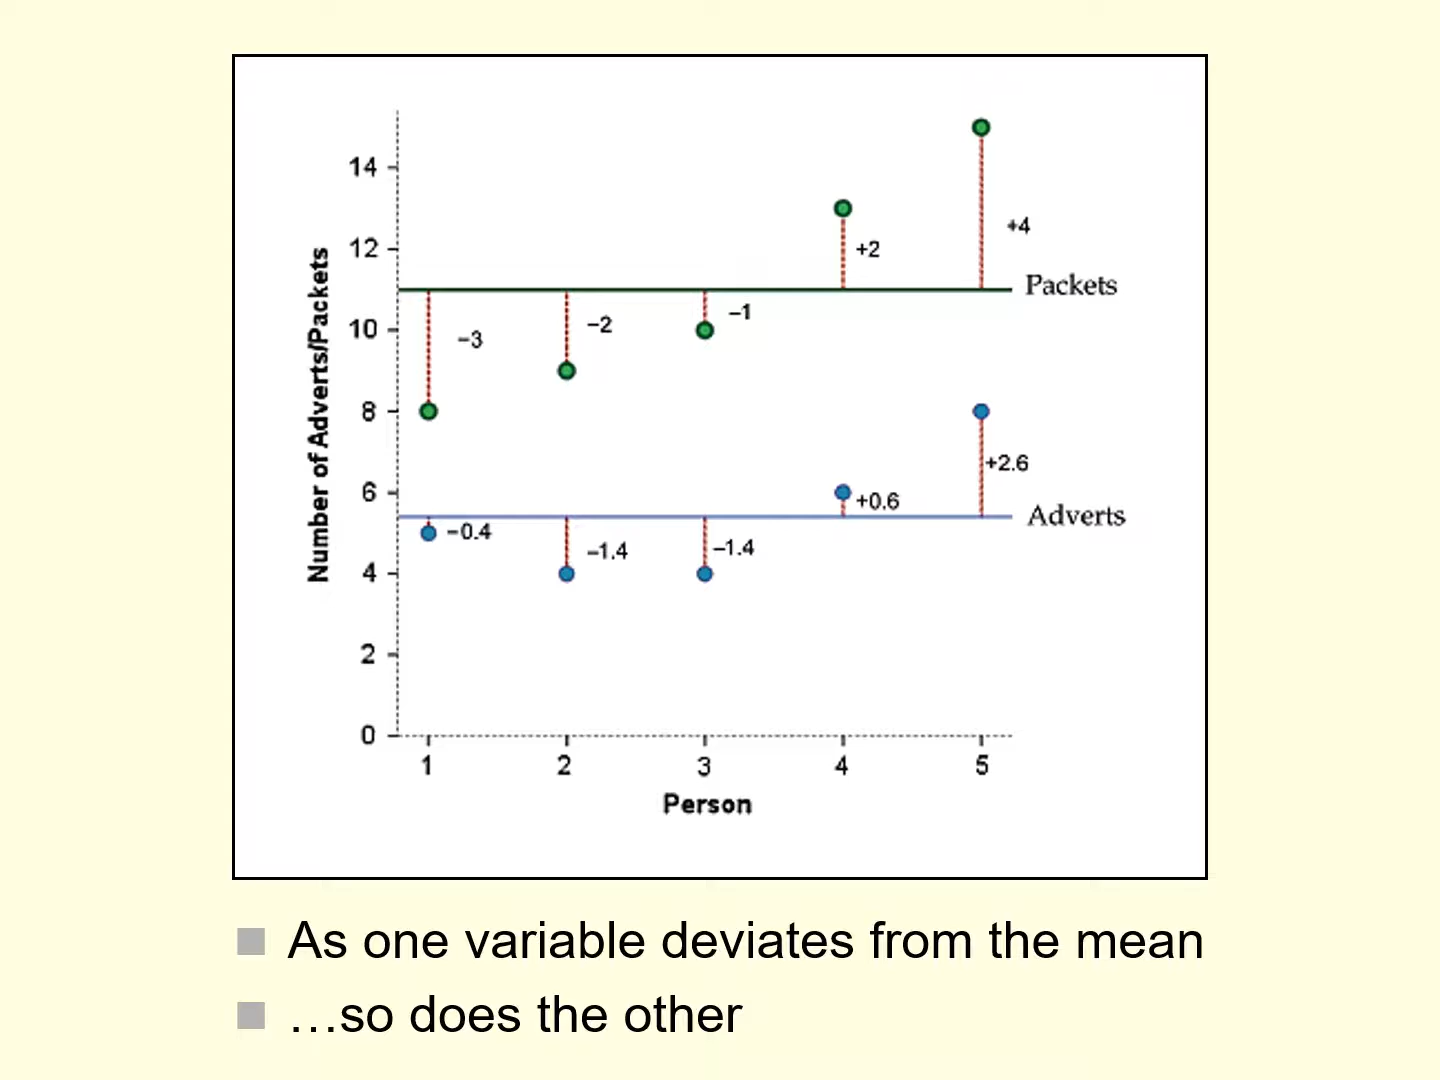 14
+4
+2
12
Packets
−1
−2
10
−3
8
+2.6
6
+0.6
Adverts
−0.4
−1.4
−1.4
4
2
0
1 2 3 4 5
Person
Number of Adverts/Packets
As one variable deviates from the mean
…so does the other